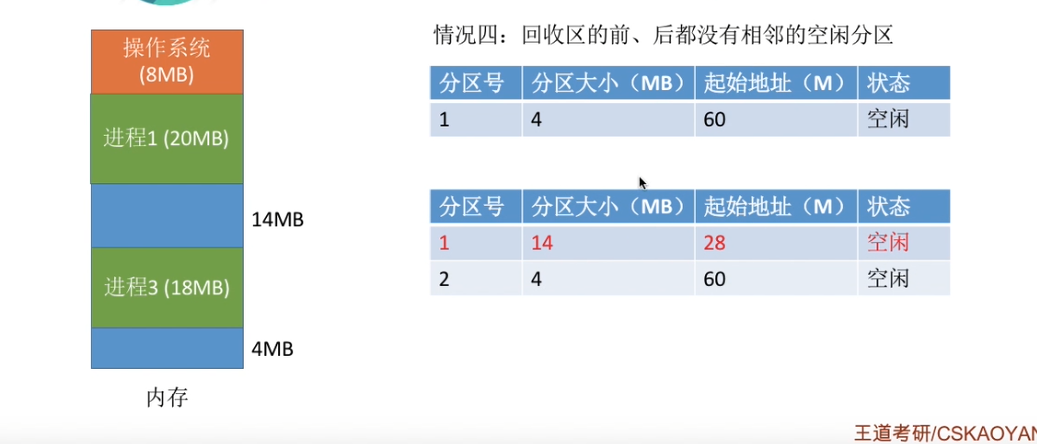 操作系统
(8MB)
进程1 (20MB)
14MB
进程3 (18MB)
4MB
内存
情况四：回收区的前、后都没有相邻的空闲分区
分区号 分区大小（MB） 起始地址（M） 状态
1 4 60 空闲
分区号 分区大小（MB） 起始地址（M） 状态
1 14 28 空闲
2 4 60 空闲
王道考研/CSKAOYAN